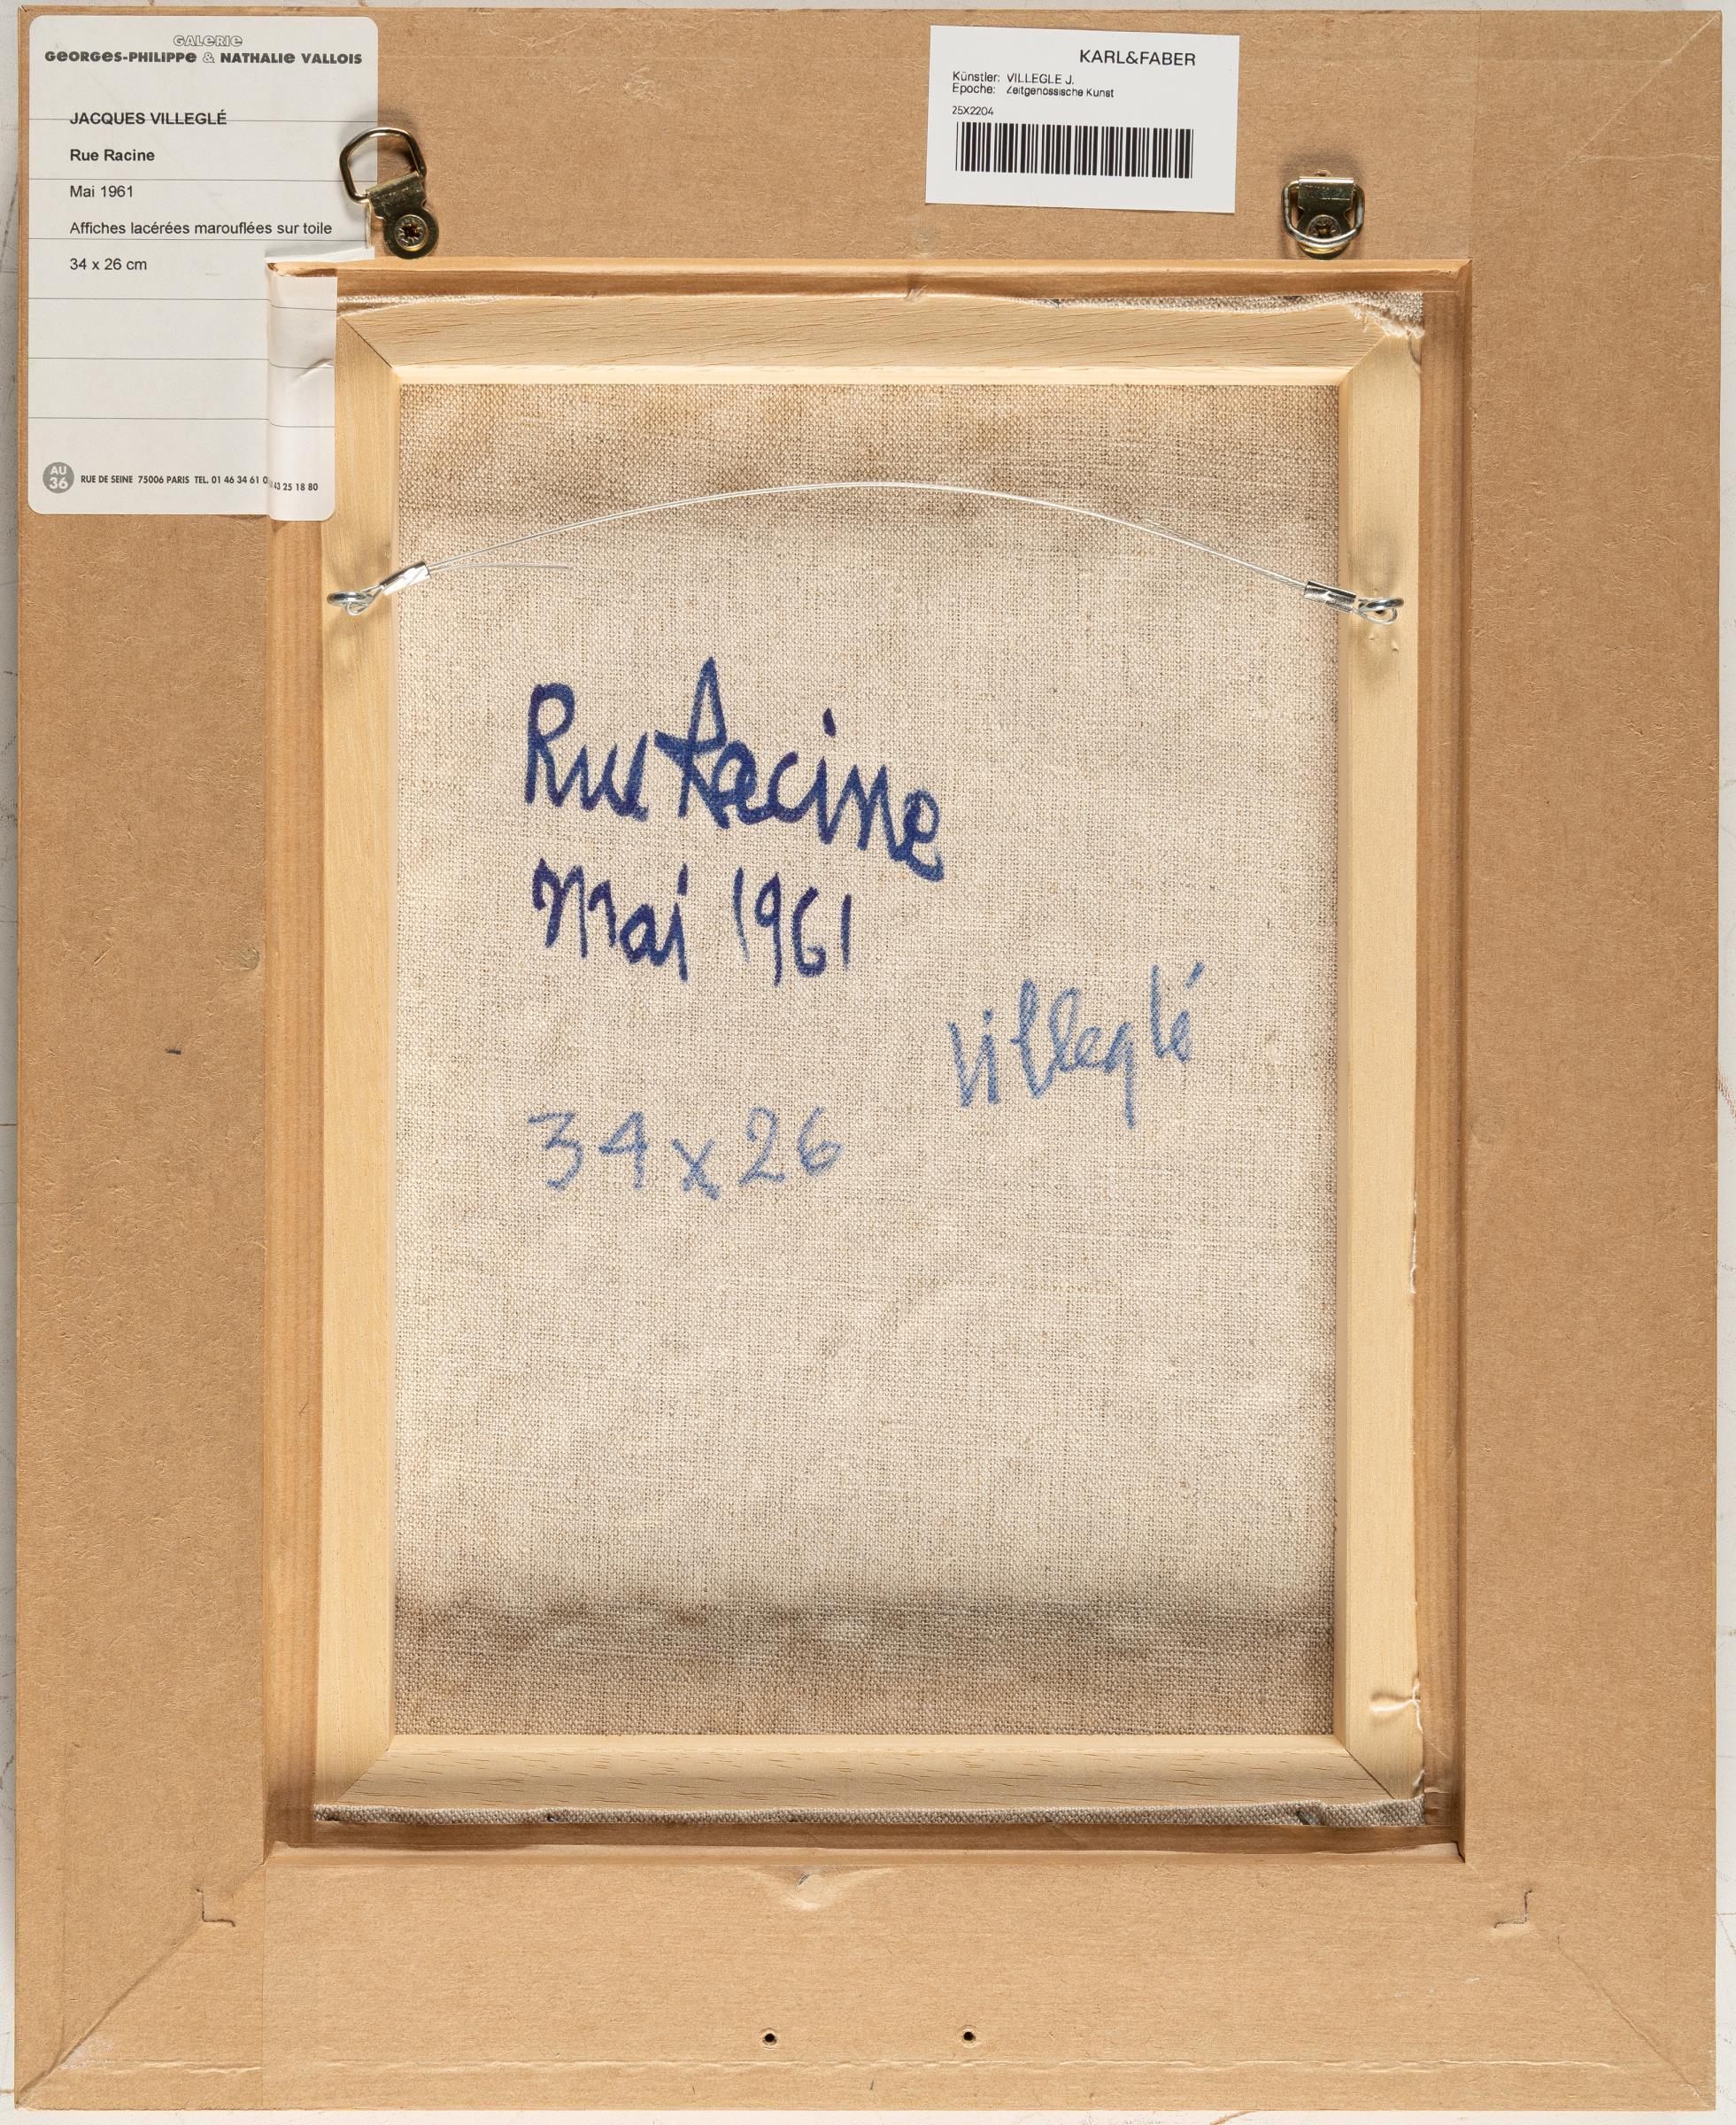 GALERIE
GEORGES-PHILIPPE & NATHALIE VALLOIS
JACQUES VILLEGLÉ
Rue Racine
Mai 1961
Affiches lacérées marouflées sur toile
34 x 26 cm
AU
36
RUE DE SEINE 75006 PARIS TEL. 01 46 34 61 43 25 18 80
KARL&FABER
Künstler: VILLEGLE J.
Epoche: Zeitgenössische Kunst
25X2204
Rue Racine
Mai 1961
Villeglé
34 x 26